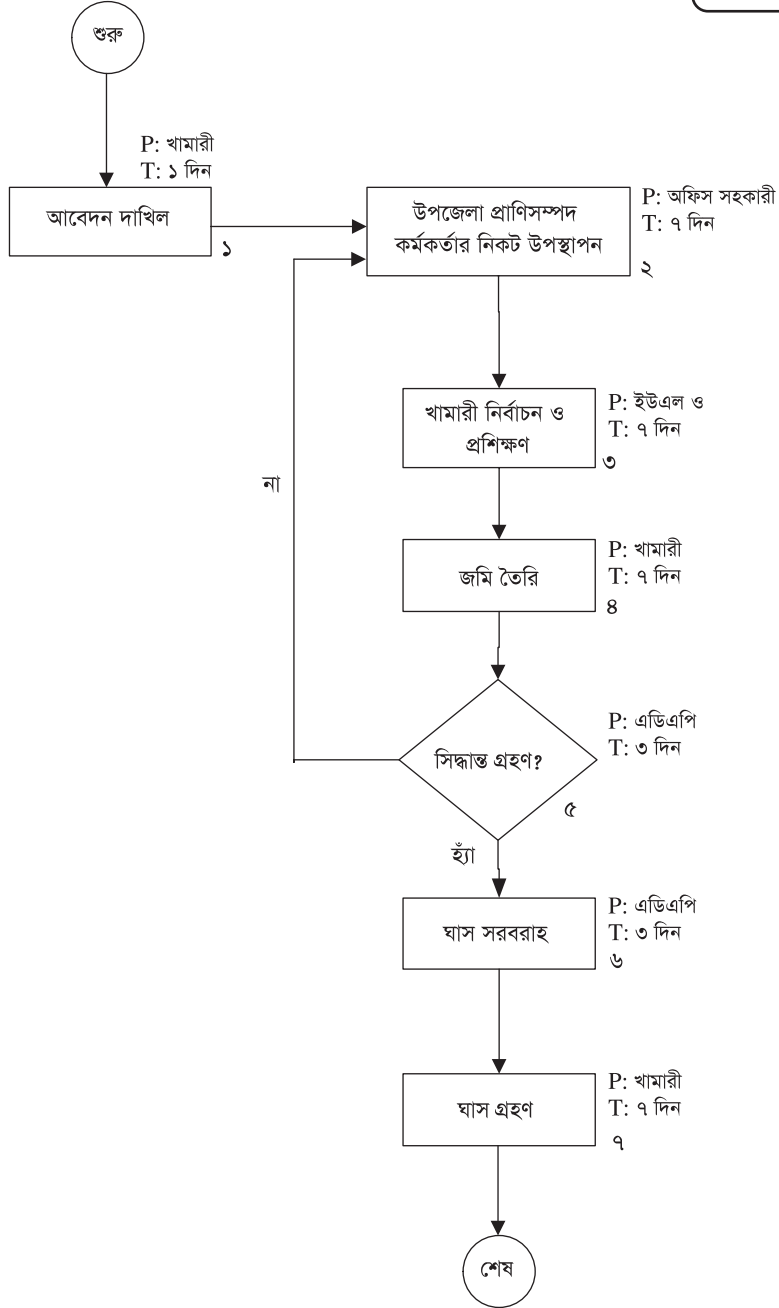 শুরু
P: খামারী
T: ১ দিন
আবেদন দাখিল
১
উপজেলা প্রাণিসম্পদ
কর্মকর্তার নিকট উপস্থাপন
P: অফিস সহকারী
T: ৭ দিন
২
খামারী নির্বাচন ও
প্রশিক্ষণ
P: ইউএল ও
T: ৭ দিন
৩
না
জমি তৈরি
P: খামারী
T: ৭ দিন
৪
সিদ্ধান্ত গ্রহণ?
P: এডিএপি
T: ৩ দিন
৫
হ্যাঁ
ঘাস সরবরাহ
P: এডিএপি
T: ৩ দিন
৬
ঘাস গ্রহণ
P: খামারী
T: ৭ দিন
৭
শেষ